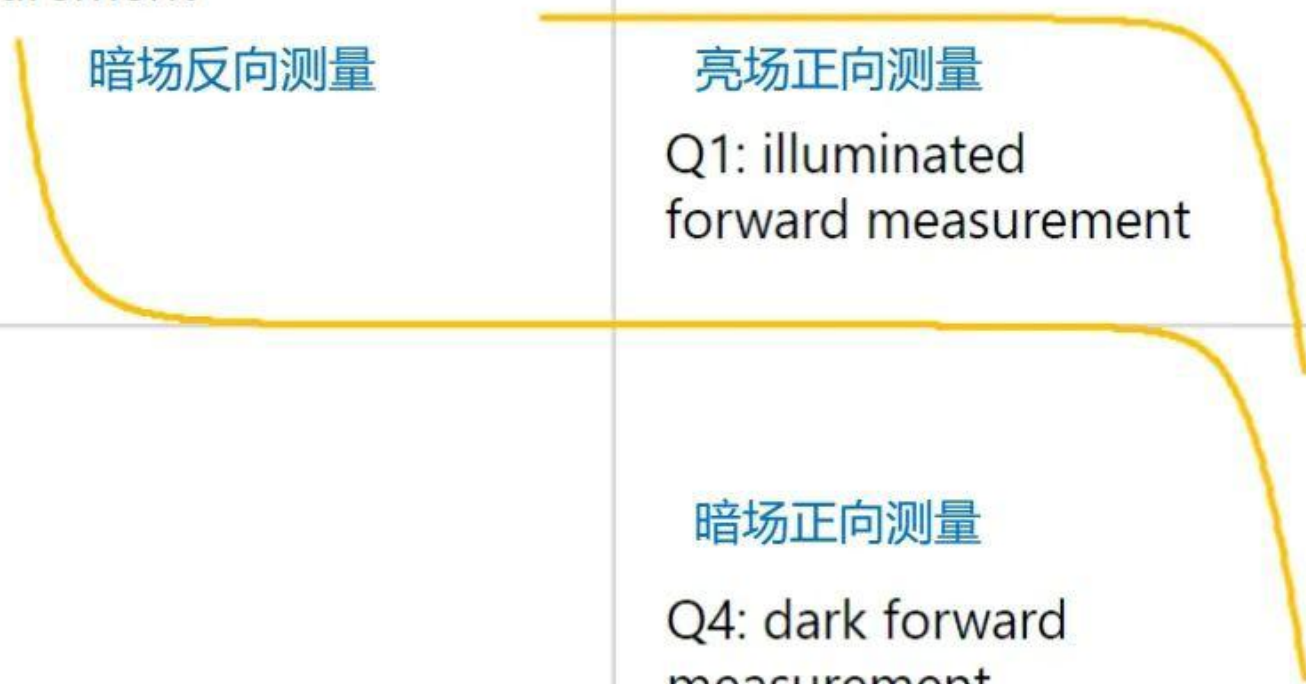 暗场反向测量
亮场正向测量
Q1: illuminated
forward measurement
暗场正向测量
Q4: dark forward
measurement